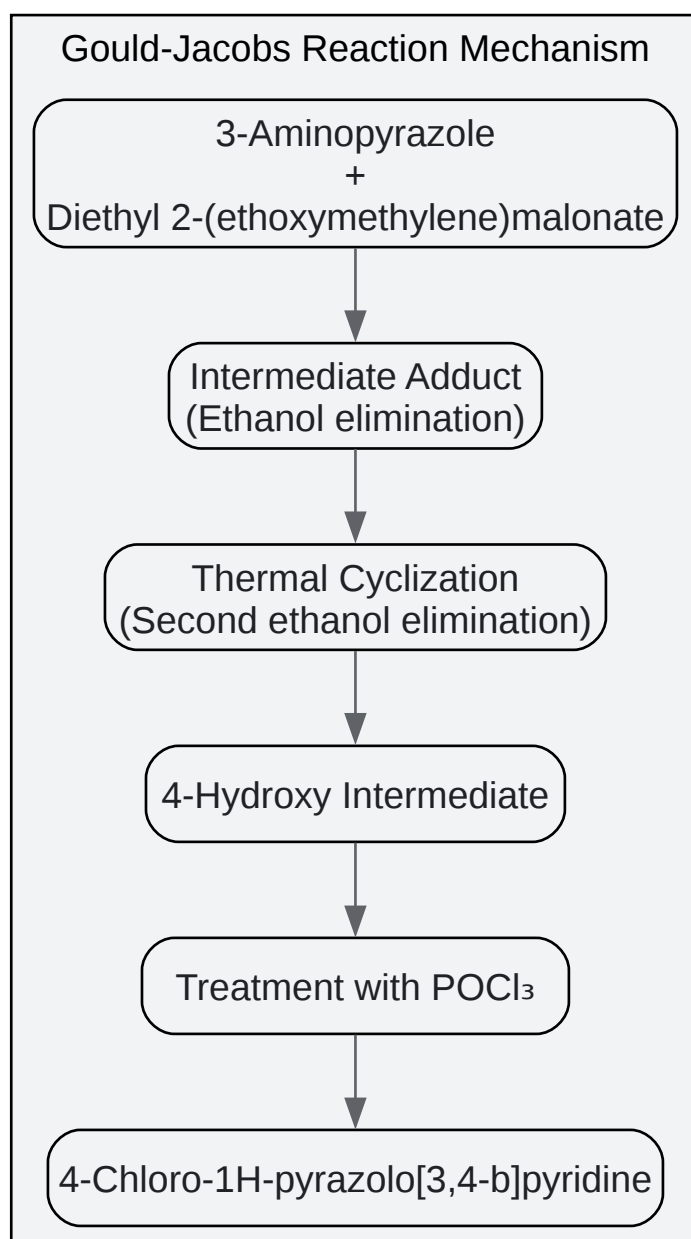 Gould-Jacobs Reaction Mechanism
3-Aminopyrazole
+
Diethyl 2-(ethoxymethylene)malonate
Intermediate Adduct
(Ethanol elimination)
Thermal Cyclization
(Second ethanol elimination)
4-Hydroxy Intermediate
Treatment with POCl₃
4-Chloro-1H-pyrazolo[3,4-b]pyridine